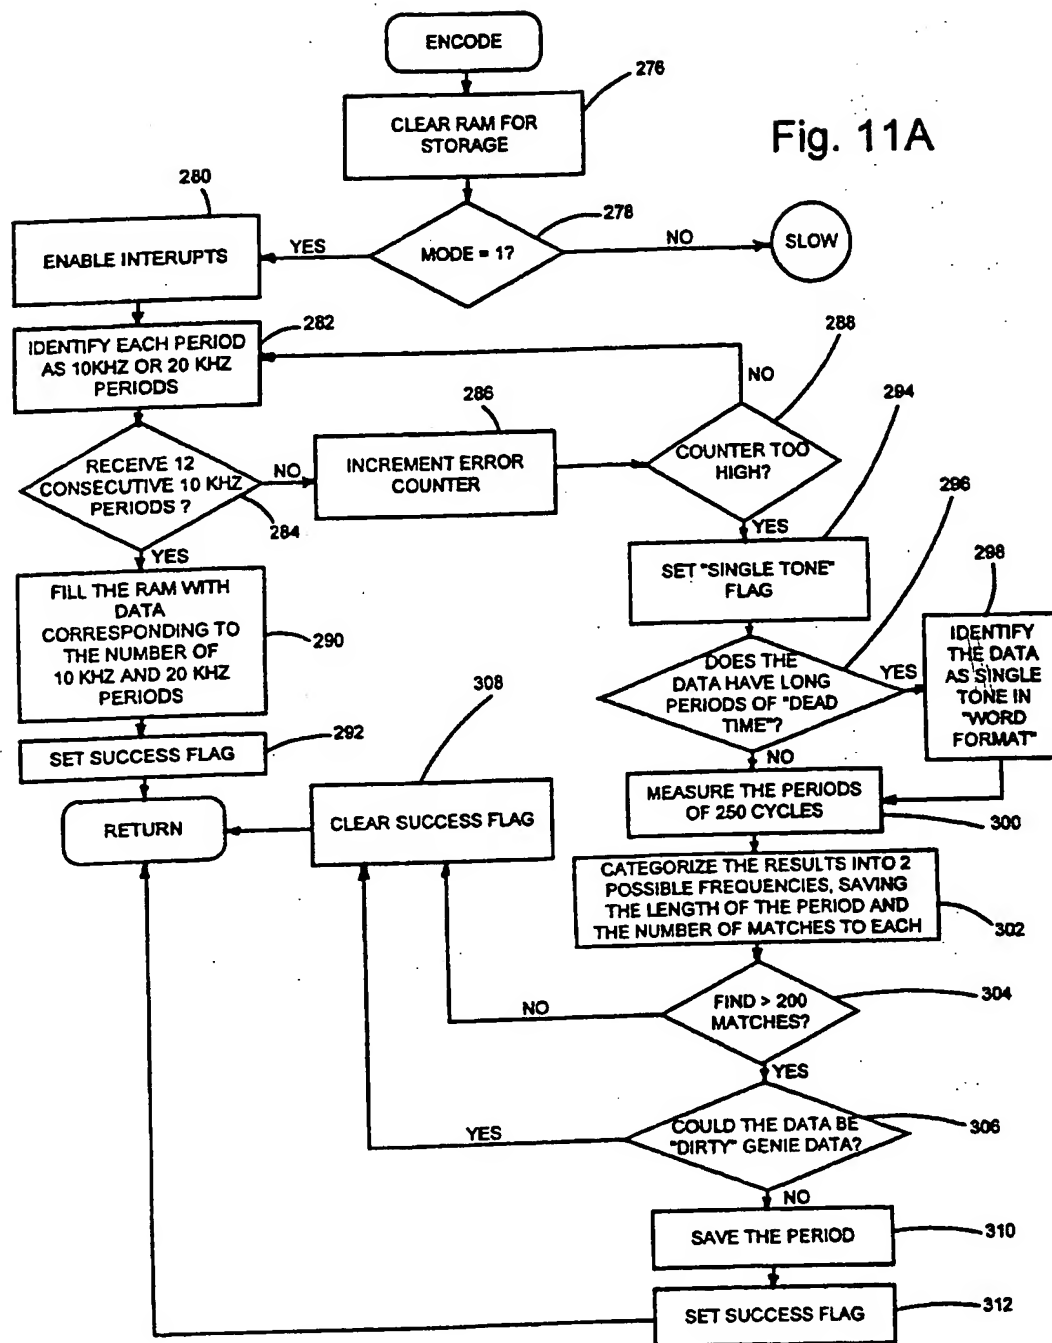 ENCODE
276
CLEAR RAM FOR
STORAGE
Fig. 11A
280
278
ENABLE INTERUPTS
YES
MODE = 1?
NO
SLOW
282
IDENTIFY EACH PERIOD
AS 10KHZ OR 20 KHZ
PERIODS
288
NO
286
294
RECEIVE 12
CONSECUTIVE 10 KHZ
PERIODS ?
NO
INCREMENT ERROR
COUNTER
COUNTER TOO
HIGH?
284
296
YES
YES
298
FILL THE RAM WITH
DATA
CORRESPONDING TO
THE NUMBER OF
10 KHZ AND 20 KHZ
PERIODS
290
SET "SINGLE TONE"
FLAG
DOES THE
DATA HAVE LONG
PERIODS OF "DEAD
TIME"?
YES
IDENTIFY
THE DATA
AS SINGLE
TONE IN
"WORD
FORMAT"
308
292
SET SUCCESS FLAG
NO
RETURN
CLEAR SUCCESS FLAG
MEASURE THE PERIODS
OF 250 CYCLES
300
CATEGORIZE THE RESULTS INTO 2
POSSIBLE FREQUENCIES, SAVING
THE LENGTH OF THE PERIOD AND
THE NUMBER OF MATCHES TO EACH
302
304
NO
FIND > 200
MATCHES?
YES
306
YES
COULD THE DATA BE
"DIRTY" GENIE DATA?
NO
SAVE THE PERIOD
310
SET SUCCESS FLAG
312